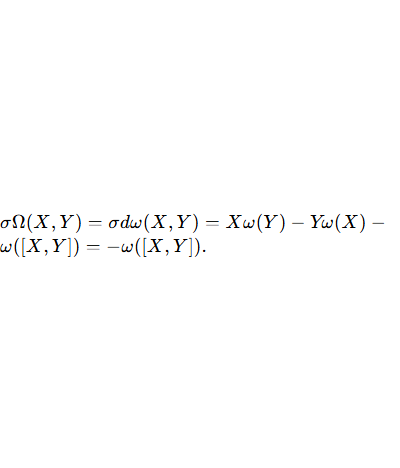 σΩ(X, Y) = σdω(X, Y) = Xω(Y) − Yω(X) −
ω([X, Y]) = −ω([X, Y]).